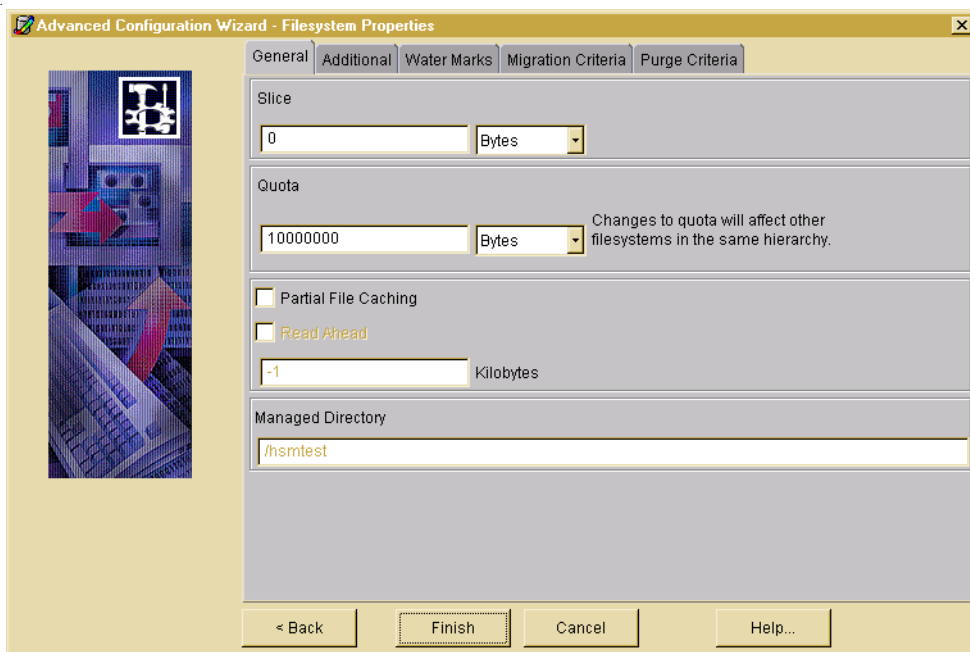 Advanced Configuration Wizard - Filesystem Properties
General Additional Water Marks Migration Criteria Purge Criteria
Slice
0 Bytes
Quota
10000000 Bytes
Changes to quota will affect other
filesystems in the same hierarchy.
Partial File Caching
Read Ahead
-1 Kilobytes
Managed Directory
/hsmtest
< Back Finish Cancel Help...